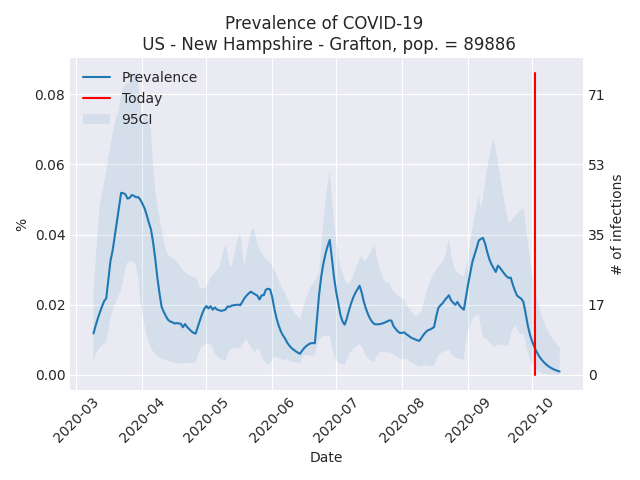 Prevalence of COVID-19
US - New Hampshire - Grafton, pop. = 89886
Prevalence
Today
95CI
0.08
0.06
0.04
0.02
0.00
%
71
53
35
17
0
# of infections
2020-03
2020-04
2020-05
2020-06
2020-07
2020-08
2020-09
2020-10
Date